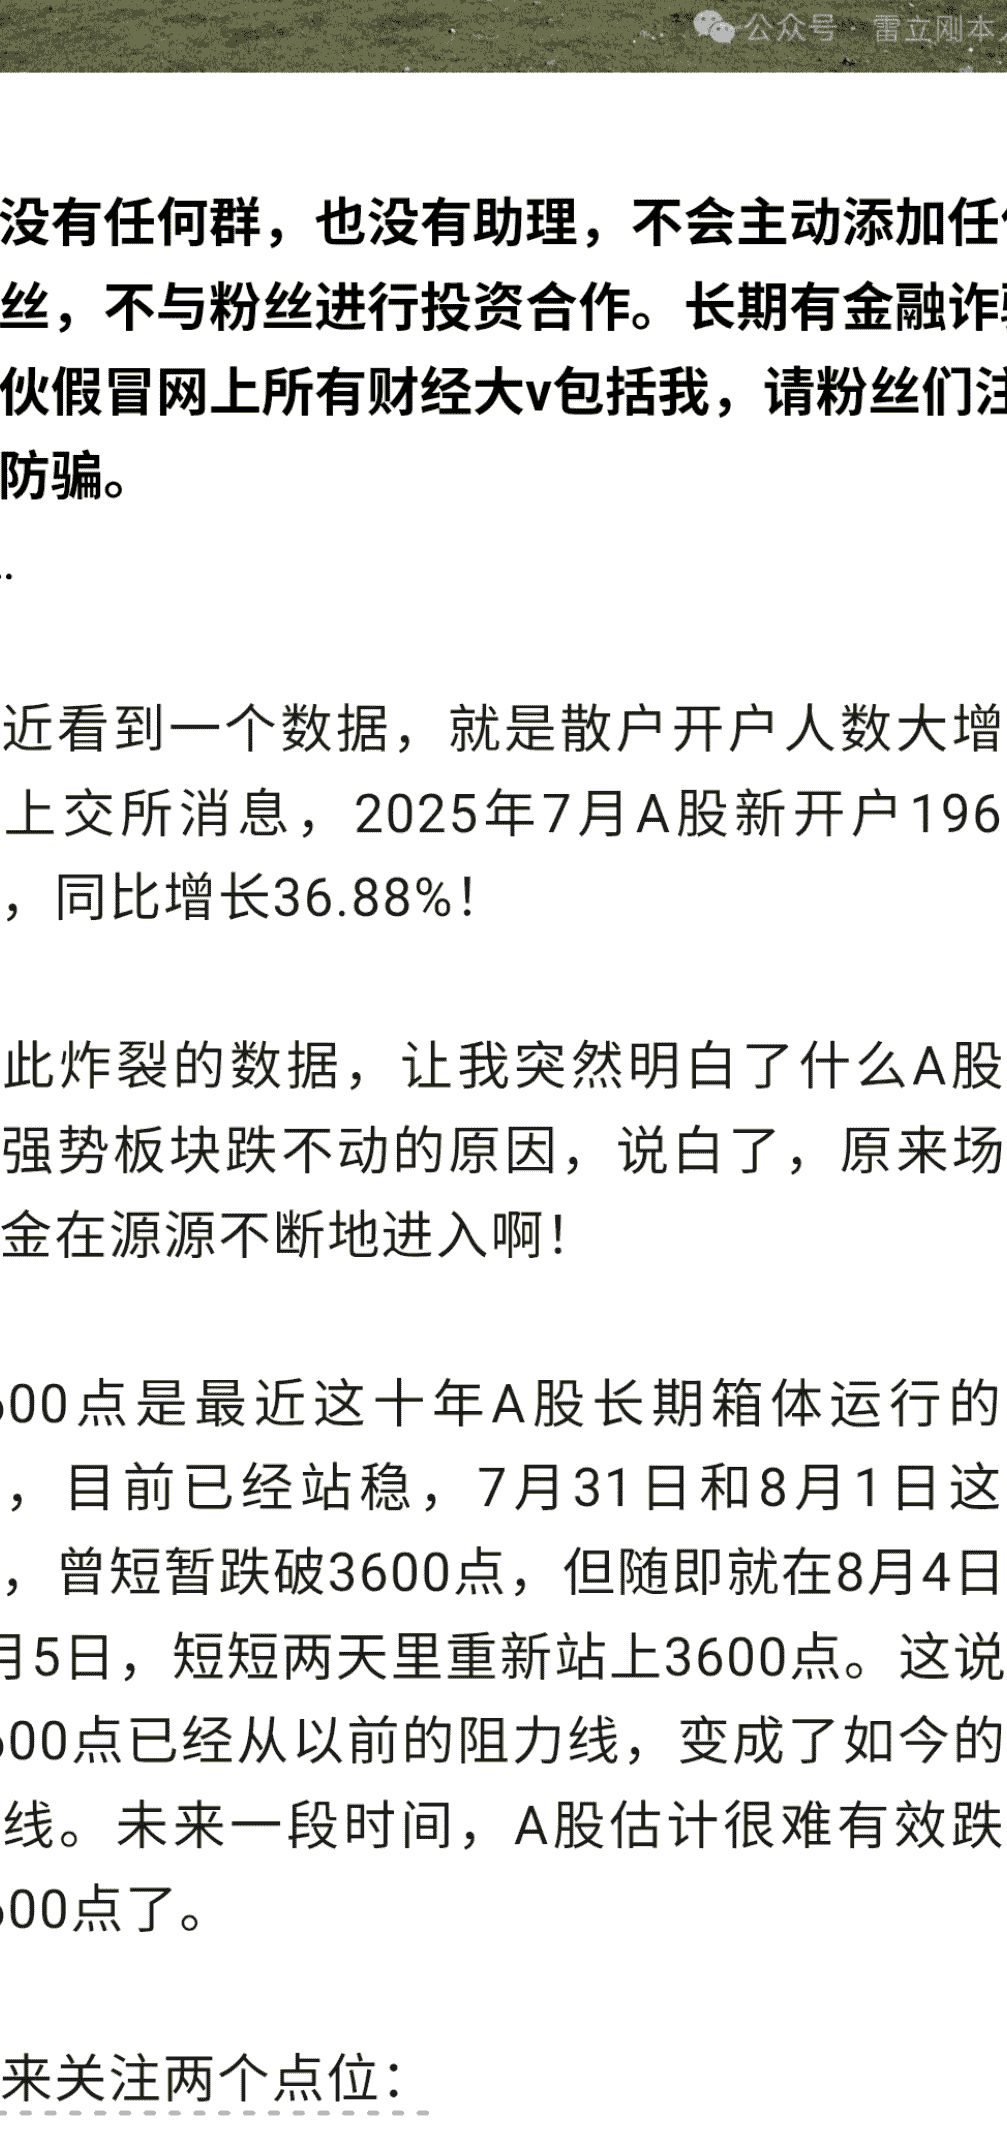 公众号 · 雷立刚本
没有任何群，也没有助理，不会主动添加任
丝，不与粉丝进行投资合作。长期有金融诈
伙假冒网上所有财经大v包括我，请粉丝们注
防骗。
..
近看到一个数据，就是散户开户人数大增
上交所消息，2025年7月A股新开户196
，同比增长36.88%！
此炸裂的数据，让我突然明白了什么A股
强势板块跌不动的原因，说白了，原来场
金在源源不断地进入啊！
600点是最近这十年A股长期箱体运行的
，目前已经站稳，7月31日和8月1日这
，曾短暂跌破3600点，但随即就在8月4日
月5日，短短两天里重新站上3600点。这说
600点已经从以前的阻力线，变成了如今的
线。未来一段时间，A股估计很难有效跌
600点了。
来关注两个点位：